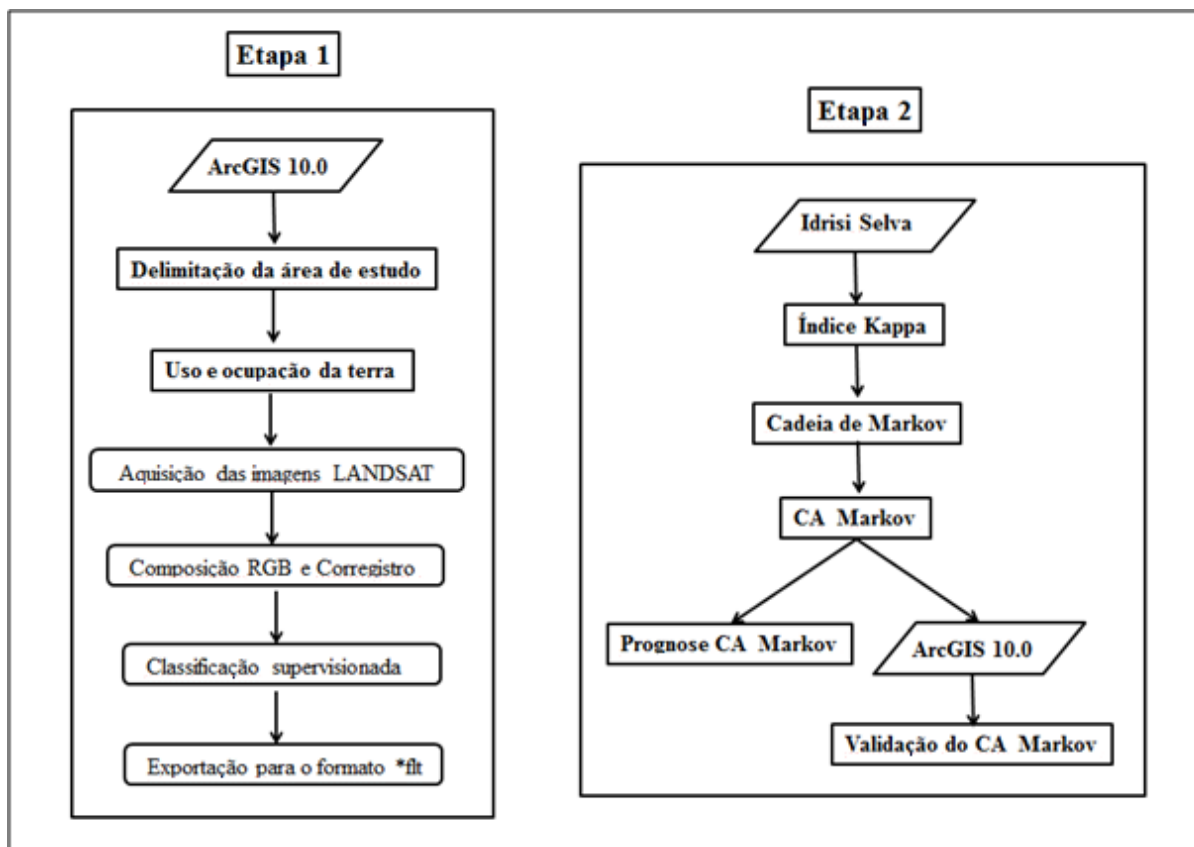 Etapa 1
ArcGIS 10.0
Delimitação da área de estudo
Uso e ocupação da terra
Aquisição das imagens LANDSAT
Composição RGB e Corregistro
Classificação supervisionada
Exportação para o formato *flt
Etapa 2
Idrisi Selva
Índice Kappa
Cadeia de Markov
CA Markov
Prognose CA Markov
ArcGIS 10.0
Validação do CA Markov